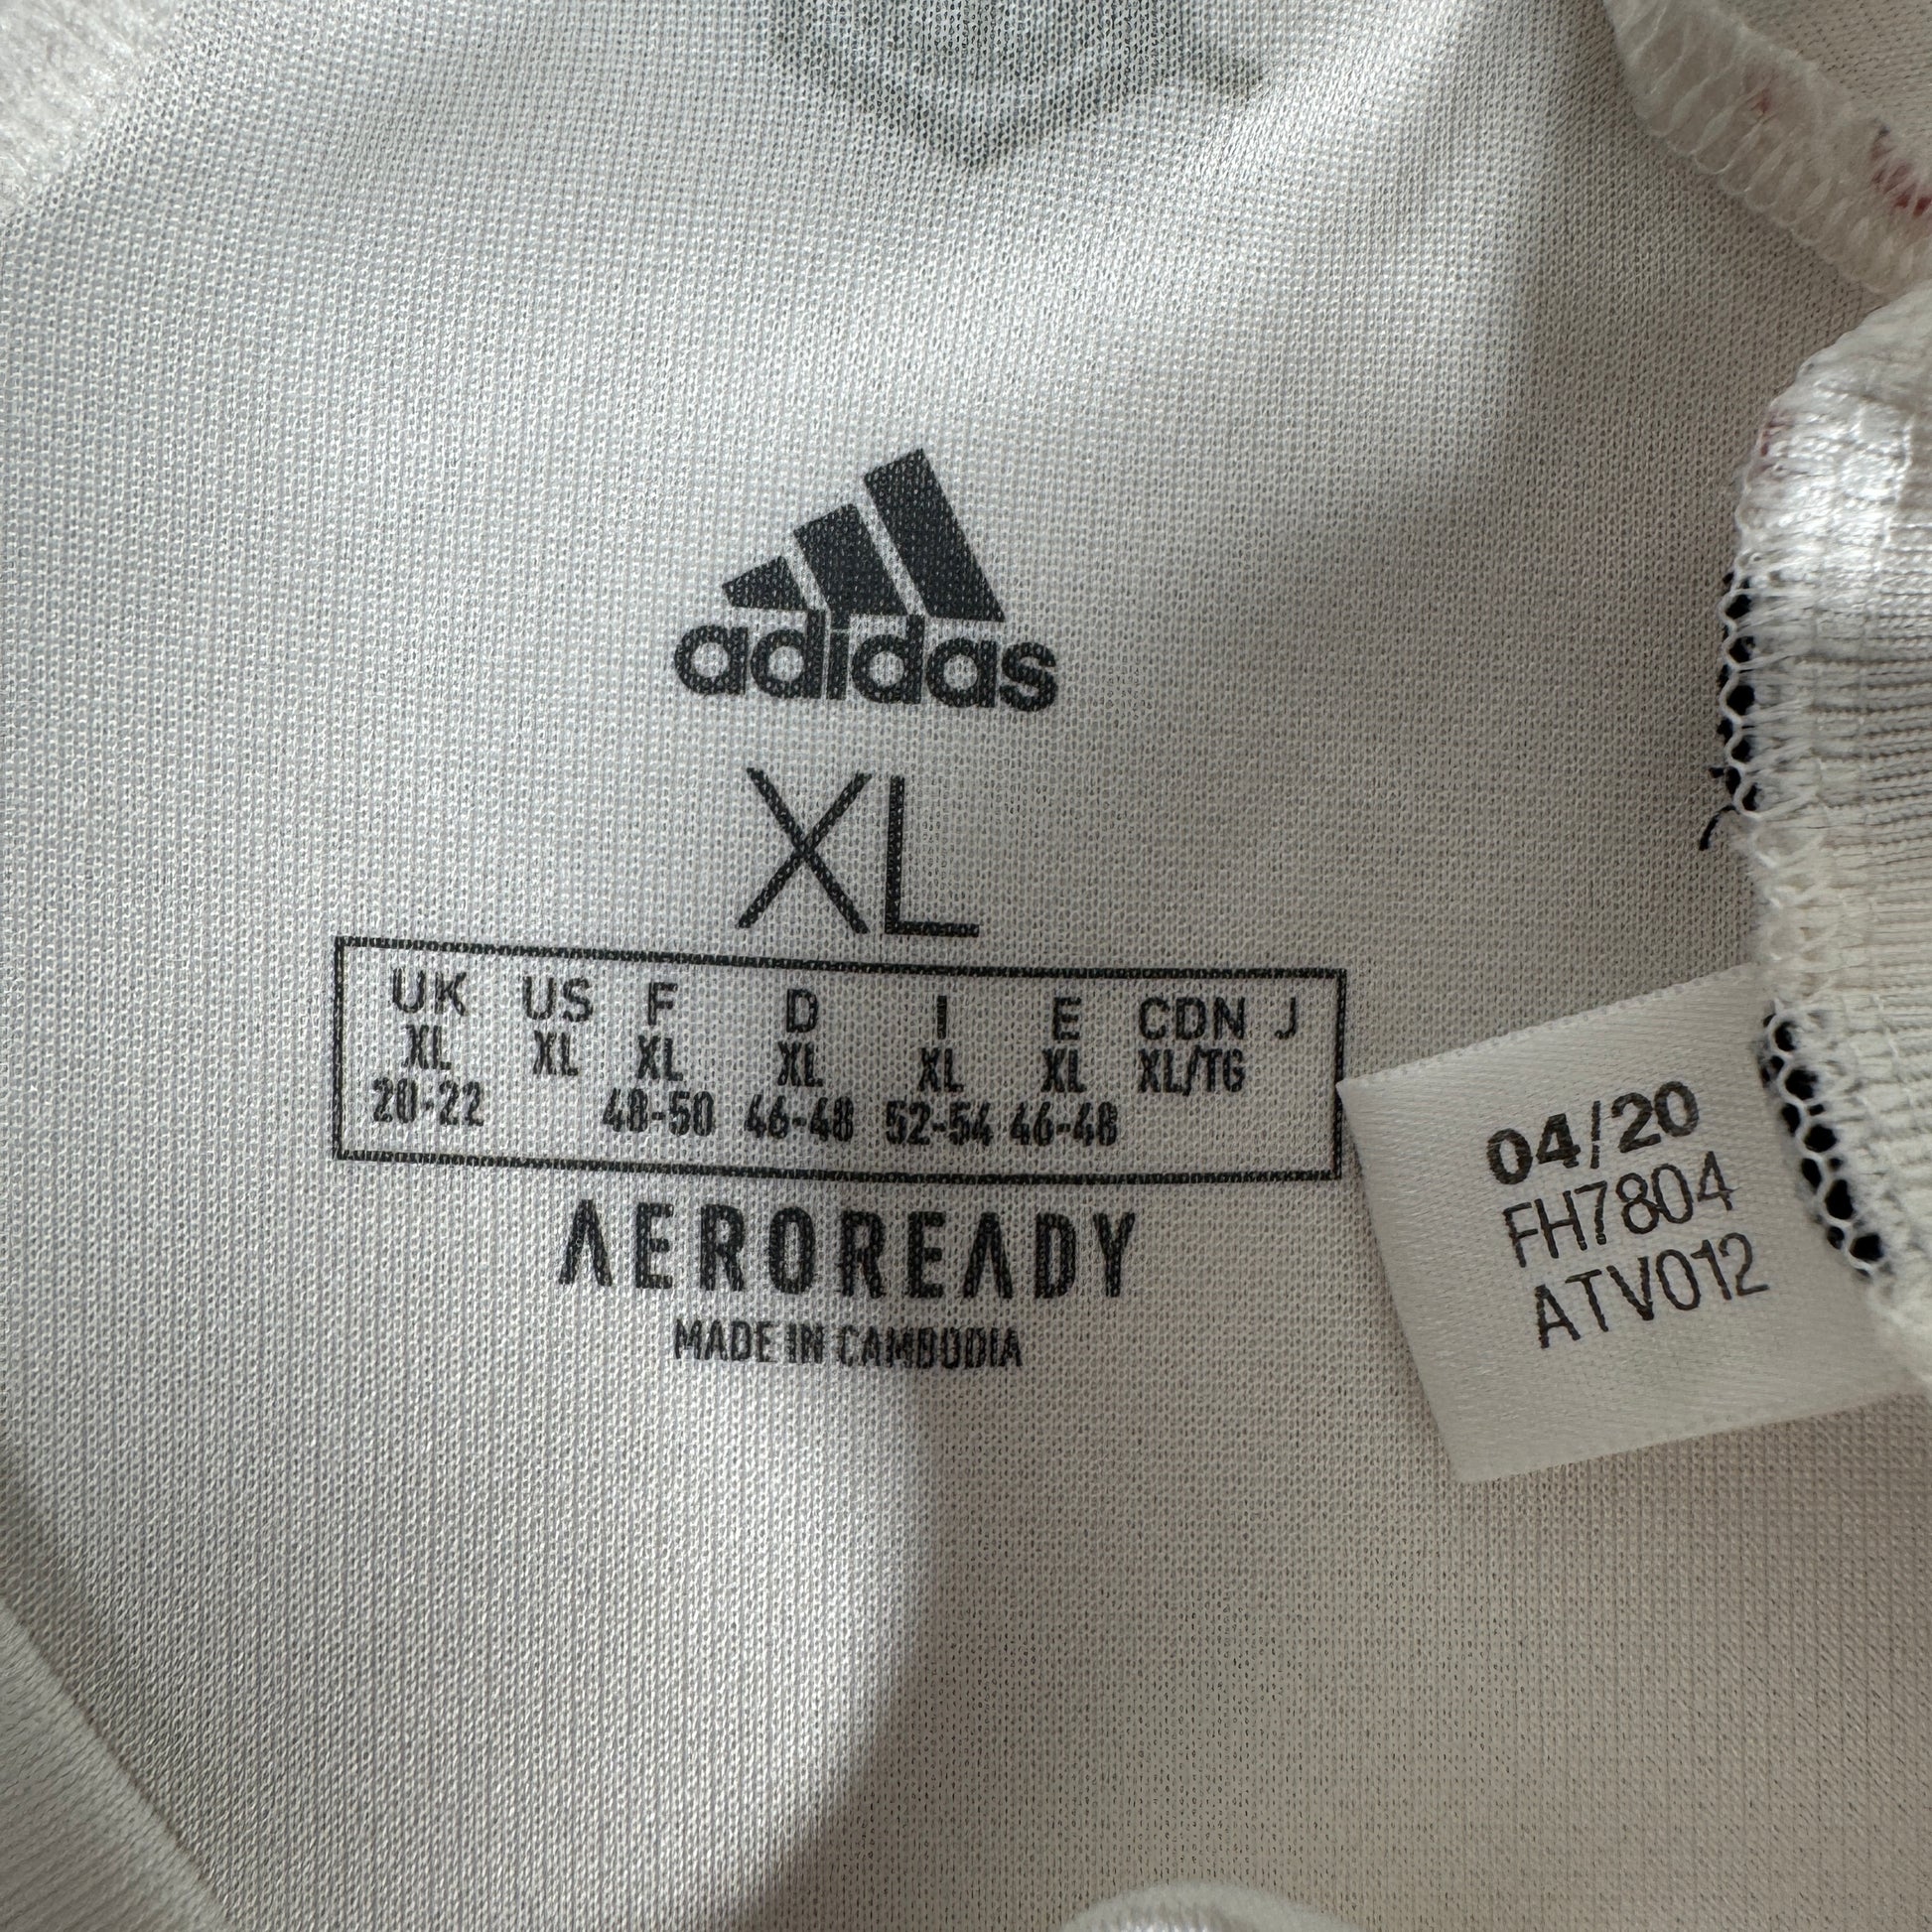 adidas
XL
UK US F D I E CDN J
XL XL XL XL XL XL XL/TG
20-22 48-50 46-48 52-54 46-48
AEROREADY
MADE IN CAMBODIA
04/20
FH7804
ATV012